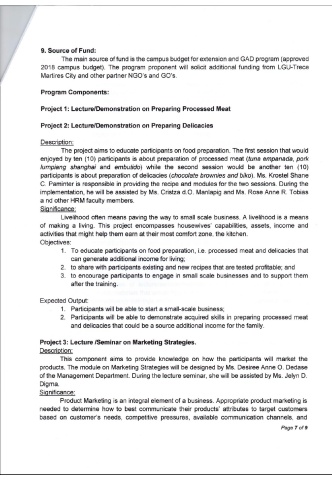 9. Source of Fund:
The main source of fund is the campus budget for extension and GAD program (approved
2018 campus budget). The program proponent will solicit additional funding from LGU-Trece
Martires City and other partner NGO's and GO's.
Program Components:
Project 1: Lecture/Demonstration on Preparing Processed Meat
Project 2: Lecture/Demonstration on Preparing Delicacies
Description:
The project aims to educate participants on food preparation. The first session that would
enjoyed by ten (10) participants is about preparation of processed meat (tuna empanada, pork
lumpiang shanghai and embutido) while the second session would be another ten (10)
participants is about preparation of delicacies (chocolate brownies and biko). Ms. Krostel Shane
C. Paminter is responsible in providing the recipe and modules for the two sessions. During the
implementation, he will be assisted by Ms. Cristza d.O. Manlapig and Ms. Rose Anne R. Tobias
and other HRM faculty members.
Significance:
Livelihood often means paving the way to small scale business. A livelihood is a means
of making a living. This project encompasses housewives' capabilities, assets, income and
activities that might help them earn at their most comfort zone, the kitchen.
Objectives:
1. To educate participants on food preparation, i.e. processed meat and delicacies that
can generate additional income for living;
2. to share with participants existing and new recipes that are tested profitable; and
3. to encourage participants to engage in small scale businesses and to support them
after the training.
Expected Output:
1. Participants will be able to start a small-scale business;
2. Participants will be able to demonstrate acquired skills in preparing processed meat
and delicacies that could be a source additional income for the family.
Project 3: Lecture /Seminar on Marketing Strategies.
Description:
This component aims to provide knowledge on how the participants will market the
products. The module on Marketing Strategies will be designed by Ms. Desiree Anne O. Dedase
of the Management Department. During the lecture seminar, she will be assisted by Ms. Jelyn D.
Digma.
Significance:
Product Marketing is an integral element of a business. Appropriate product marketing is
needed to determine how to best communicate their products' attributes to target customers
based on customer's needs, competitive pressures, available communication channels, and
Page 7 of 9